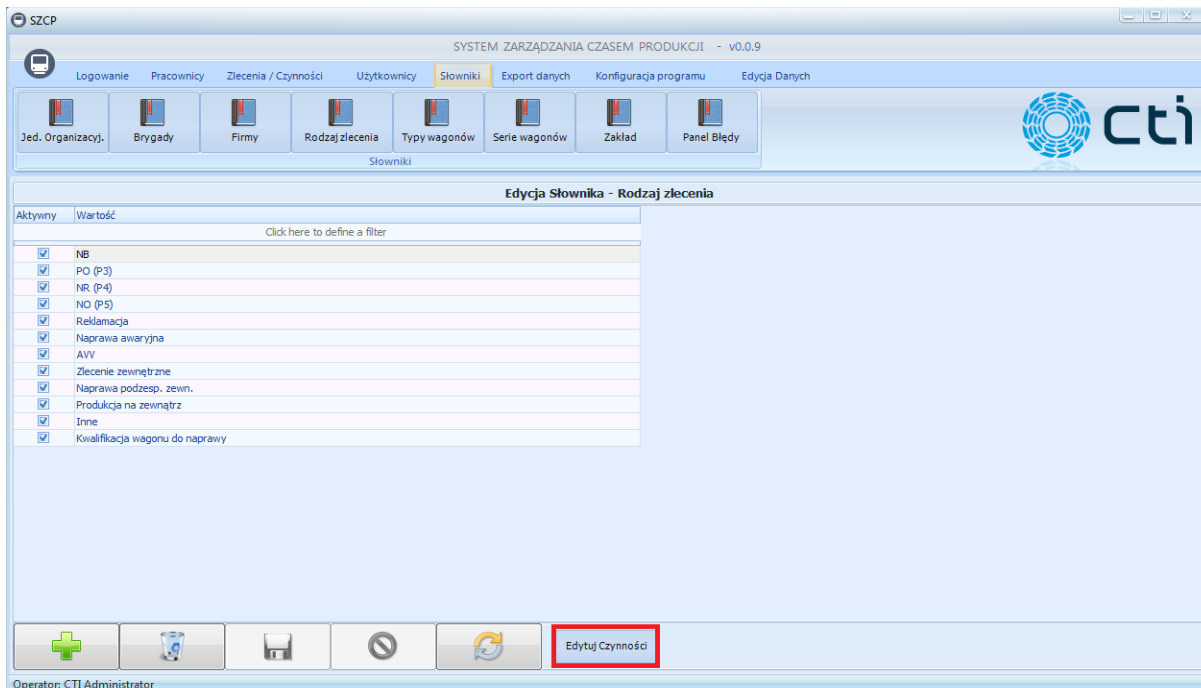 SZCP
SYSTEM ZARZĄDZANIA CZASEM PRODUKCJI - v0.0.9
Logowanie Pracownicy Zlecenia / Czynności Użytkownicy Słowniki Export danych Konfiguracja programu Edycja Danych
Jed. Organizacyj. Brygady Firmy Rodzaj zlecenia Typy wagonów Serie wagonów Zakład Panel Błędy
cti
Słowniki
Edycja Słownika - Rodzaj zlecenia
Aktywny Wartość
Click here to define a filter
NB
PO (P3)
NR (P4)
NO (P5)
Reklamacja
Naprawa awaryjna
AVV
Zlecenie zewnętrzne
Naprawa podzesp. zewn.
Produkcja na zewnątrz
Inne
Kwalifikacja wagonu do naprawy
Edytuj Czynności
Operator: CTI Administrator